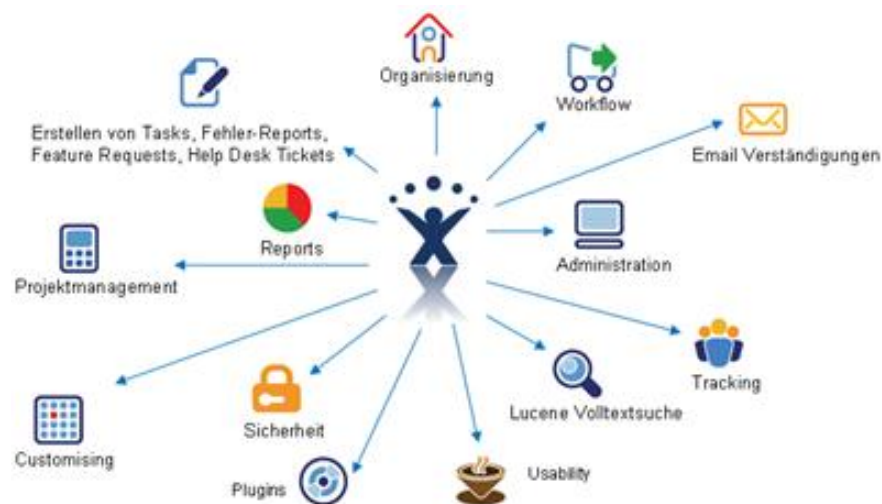 Organisierung
Workflow
Erstellen von Tasks, Fehler-Reports,
Feature Requests, Help Desk Tickets
Email Verständigungen
Reports
Administration
Projektmanagement
Tracking
Lucene Volltextsuche
Sicherheit
Customising
Usability
Plugins